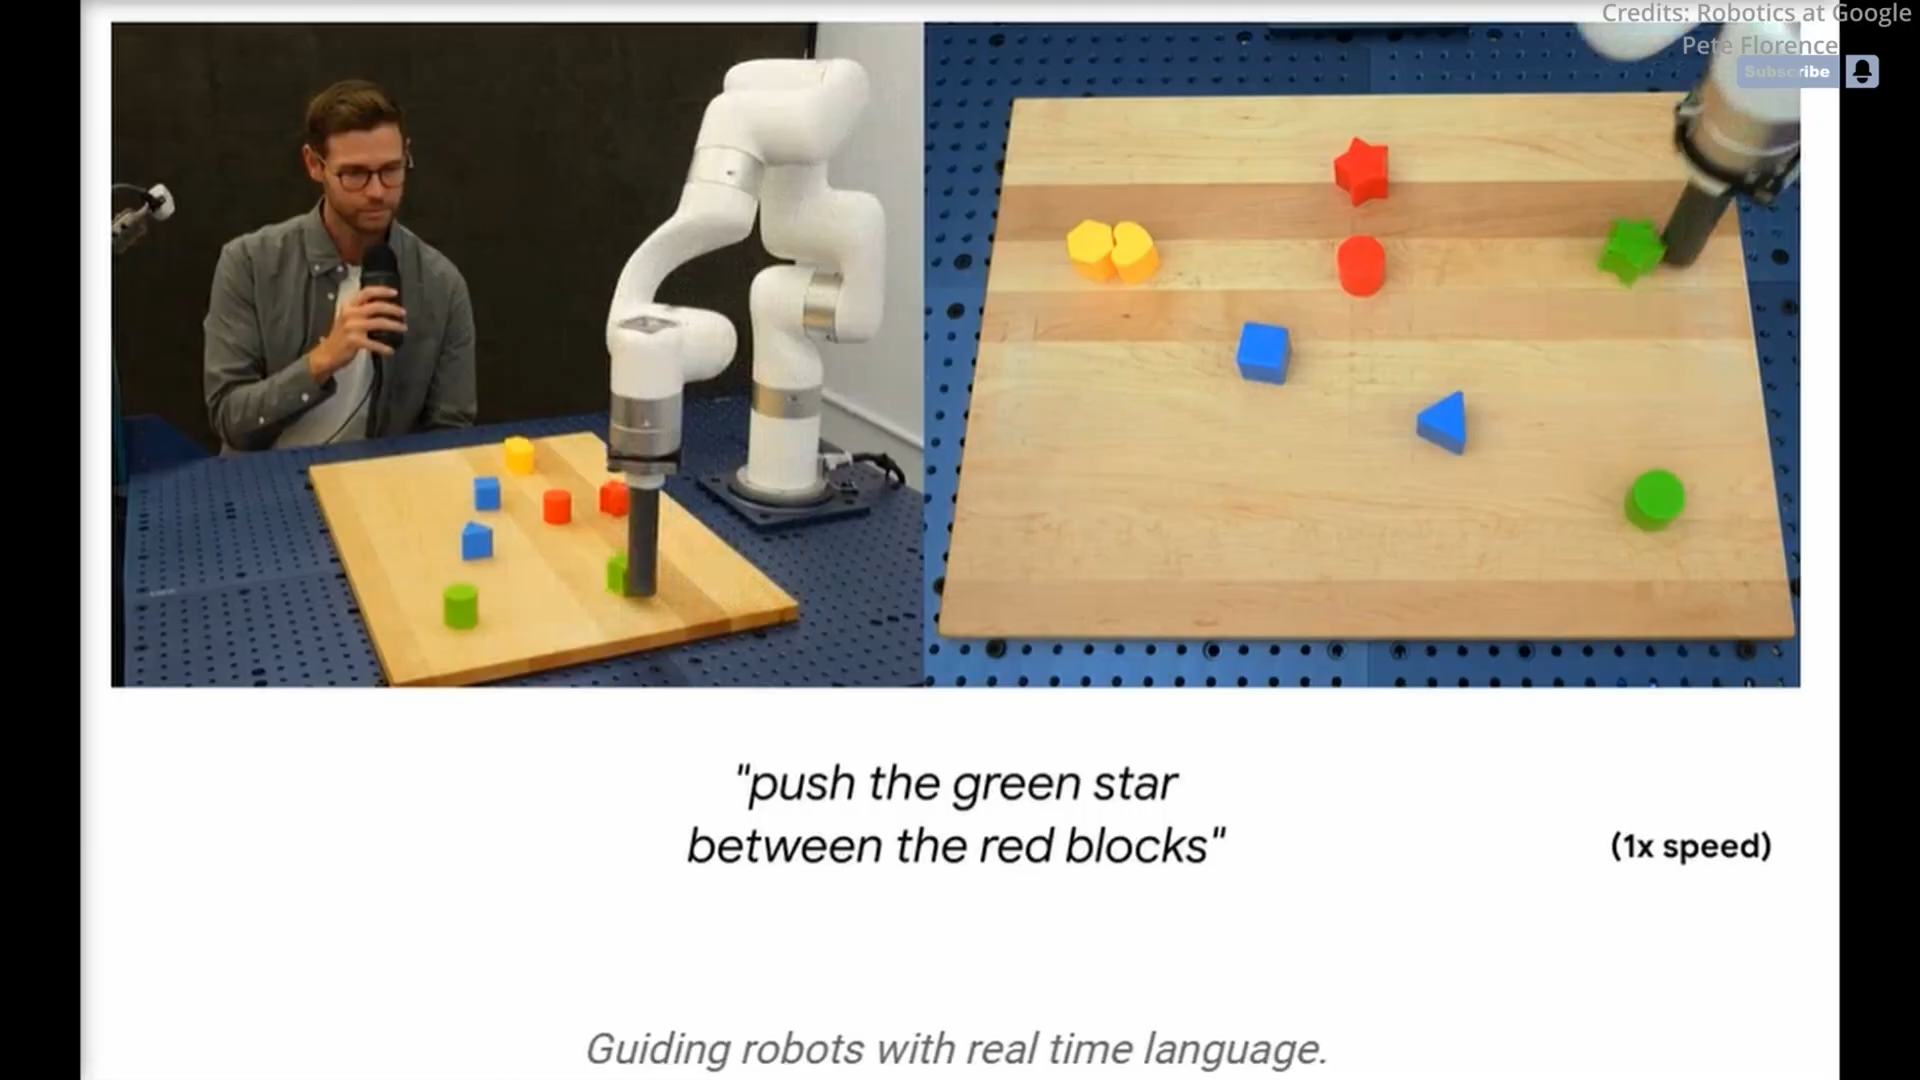 Credits: Robotics at Google
Pete Florence
Subscribe
"push the green star
between the red blocks"
(1x speed)
Guiding robots with real time language.